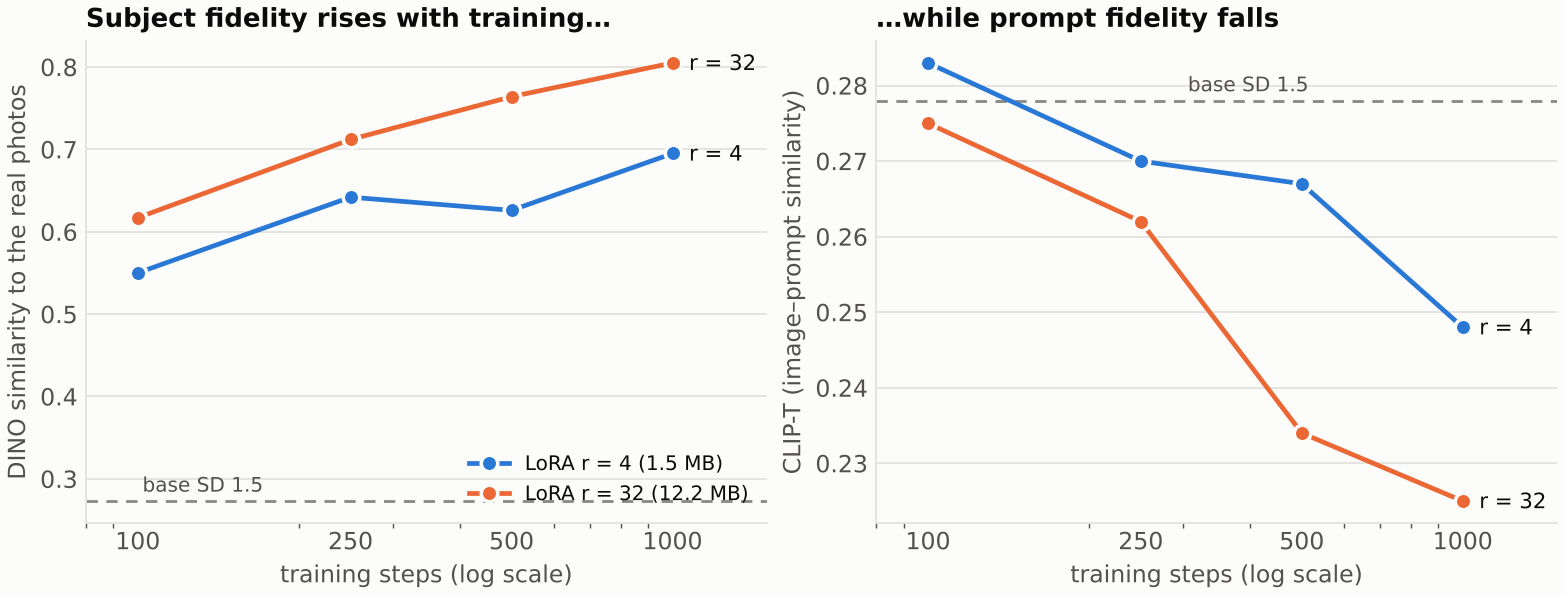 Subject fidelity rises with training…
DINO similarity to the real photos
0.8
0.7
0.6
0.5
0.4
0.3
r = 32
r = 4
base SD 1.5
LoRA r = 4 (1.5 MB)
LoRA r = 32 (12.2 MB)
100 250 500 1000
training steps (log scale)
…while prompt fidelity falls
CLIP-T (image–prompt similarity)
0.28
0.27
0.26
0.25
0.24
0.23
base SD 1.5
r = 4
r = 32
100 250 500 1000
training steps (log scale)